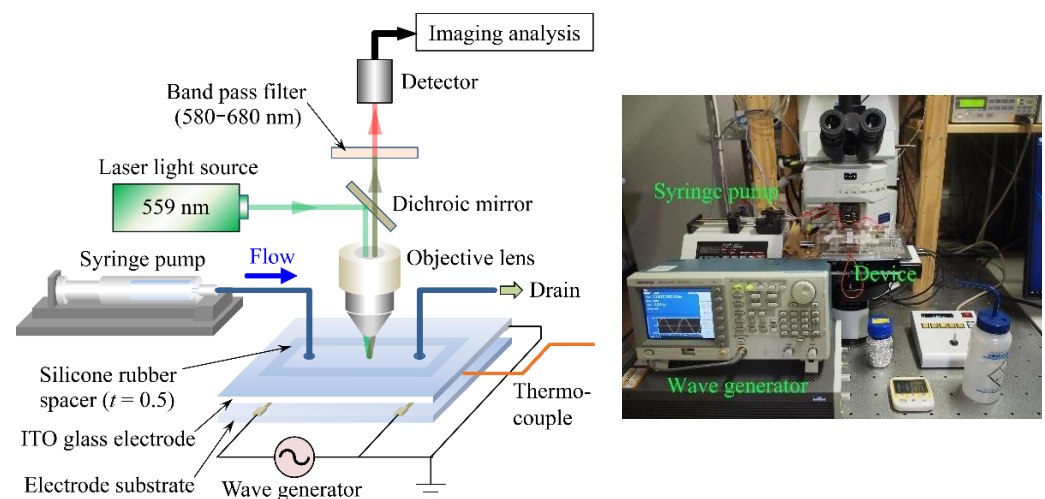 Imaging analysis
Detector
Band pass filter
(580−680 nm)
Laser light source
559 nm
Dichroic mirror
Syringe pump
Flow
Objective lens
Drain
Silicone rubber
spacer (t = 0.5)
Thermo-
couple
ITO glass electrode
Electrode substrate
Wave generator
Syringe pump
Device
Wave generator